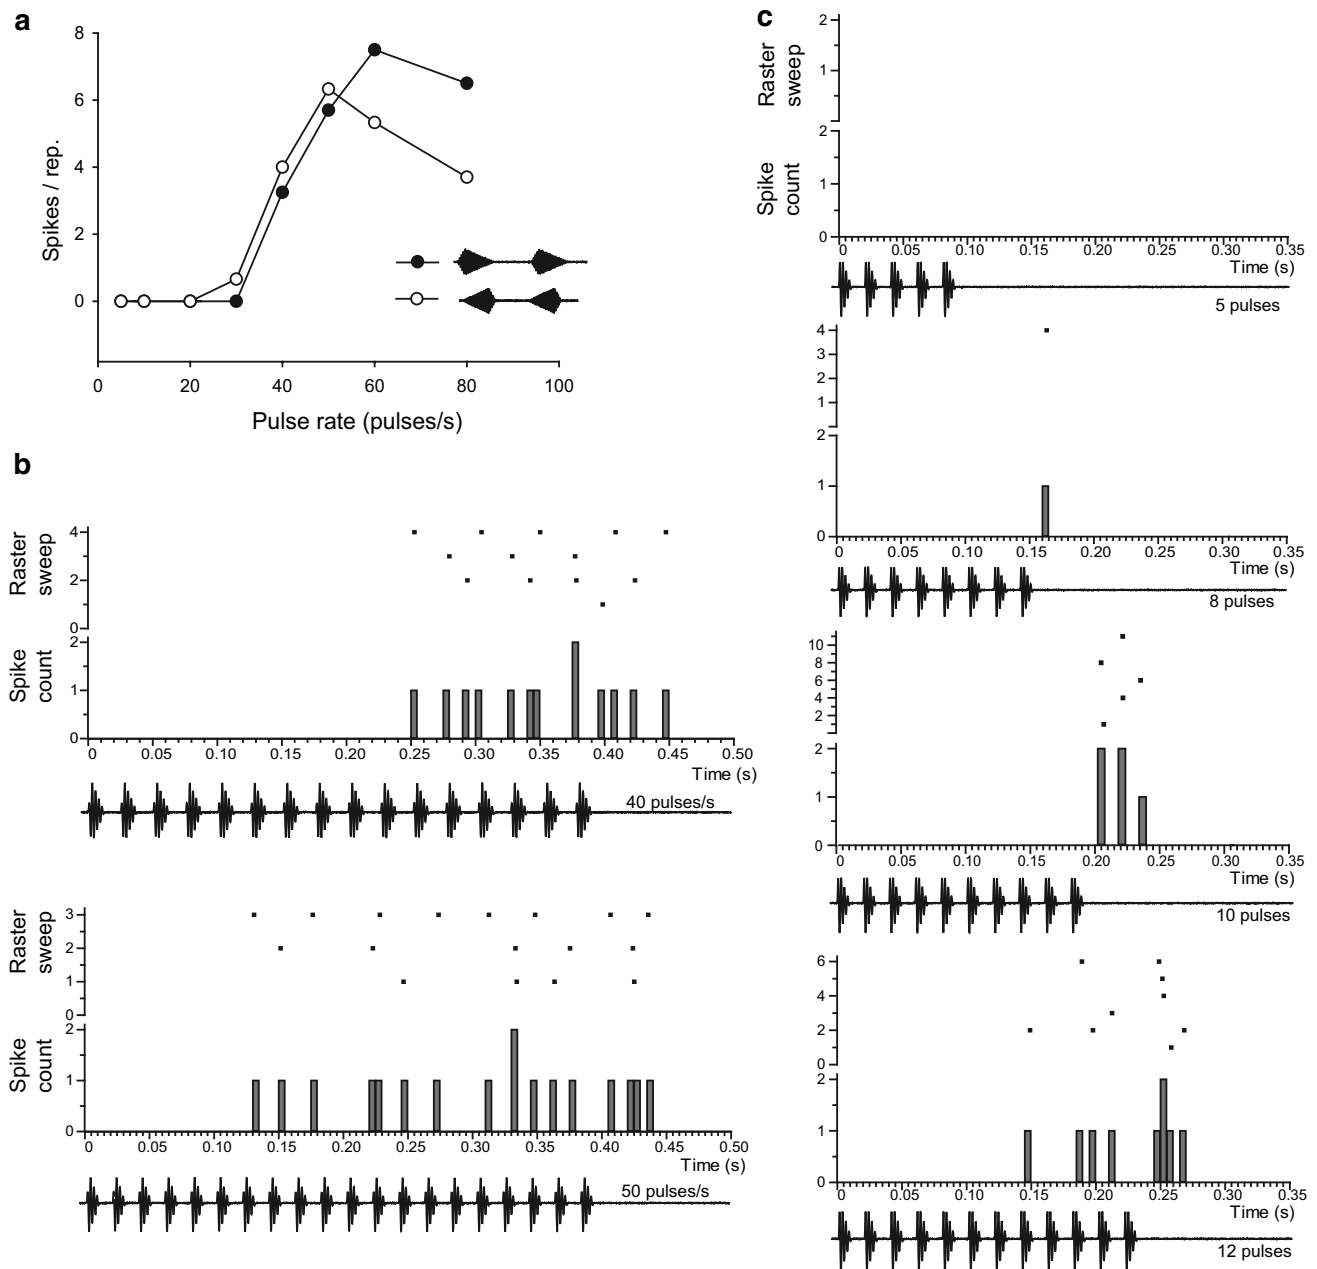 a
8
6
4
2
0
Spikes / rep.
0 20 40 60 80 100
Pulse rate (pulses/s)
b
Raster
sweep
4
2
0
Spike
count
2
1
0
0 0.05 0.10 0.15 0.20 0.25 0.30 0.35 0.40 0.45 0.50
Time (s)
40 pulses/s
Raster
sweep
3
2
1
0
Spike
count
2
1
0
0 0.05 0.10 0.15 0.20 0.25 0.30 0.35 0.40 0.45 0.50
Time (s)
50 pulses/s
c
Raster
sweep
2
1
Spike
count
2
1
0
0 0.05 0.10 0.15 0.20 0.25 0.30 0.35
Time (s)
5 pulses
4
3
2
1
2
1
0
0 0.05 0.10 0.15 0.20 0.25 0.30 0.35
Time (s)
8 pulses
10
8
6
4
2
2
1
0
0 0.05 0.10 0.15 0.20 0.25 0.30 0.35
Time (s)
10 pulses
6
4
2
0
2
1
0
0 0.05 0.10 0.15 0.20 0.25 0.30 0.35
Time (s)
12 pulses